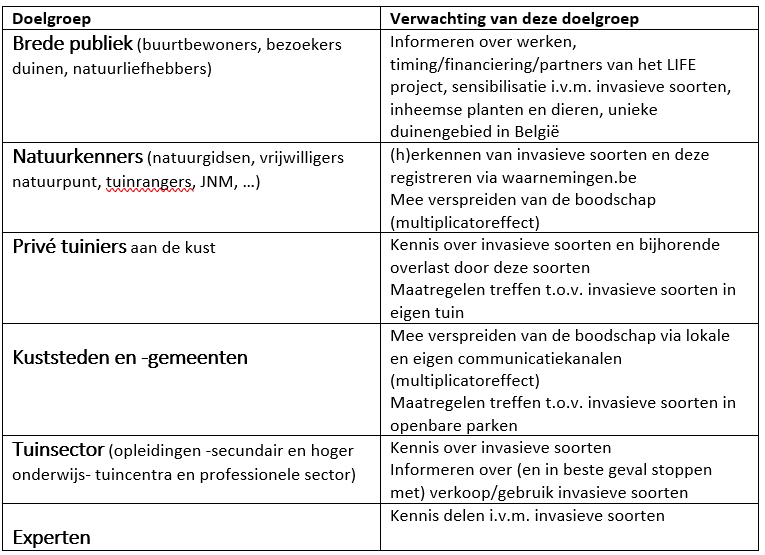 Doelgroep
Verwachting van deze doelgroep
Brede publiek (buurtbewoners, bezoekers
duinen, natuurliefhebbers)
Informeren over werken,
timing/financiering/partners van het LIFE
project, sensibilisatie i.v.m. invasieve soorten,
inheemse planten en dieren, unieke
duinengebied in België
Natuurkenners (natuurgidsen, vrijwilligers
natuurpunt, tuinrangers, JNM, …)
(h)erkennen van invasieve soorten en deze
registreren via waarnemingen.be
Mee verspreiden van de boodschap
(multiplicatoreffect)
Privé tuiniers aan de kust
Kennis over invasieve soorten en bijhorende
overlast door deze soorten
Maatregelen treffen t.o.v. invasieve soorten in
eigen tuin
Kuststeden en -gemeenten
Mee verspreiden van de boodschap via lokale
en eigen communicatiekanalen
(multiplicatoreffect)
Maatregelen treffen t.o.v. invasieve soorten in
openbare parken
Tuinsector (opleidingen -secundair en hoger
onderwijs- tuincentra en professionele sector)
Kennis over invasieve soorten
Informeren over (en in beste geval stoppen
met) verkoop/gebruik invasieve soorten
Experten
Kennis delen i.v.m. invasieve soorten